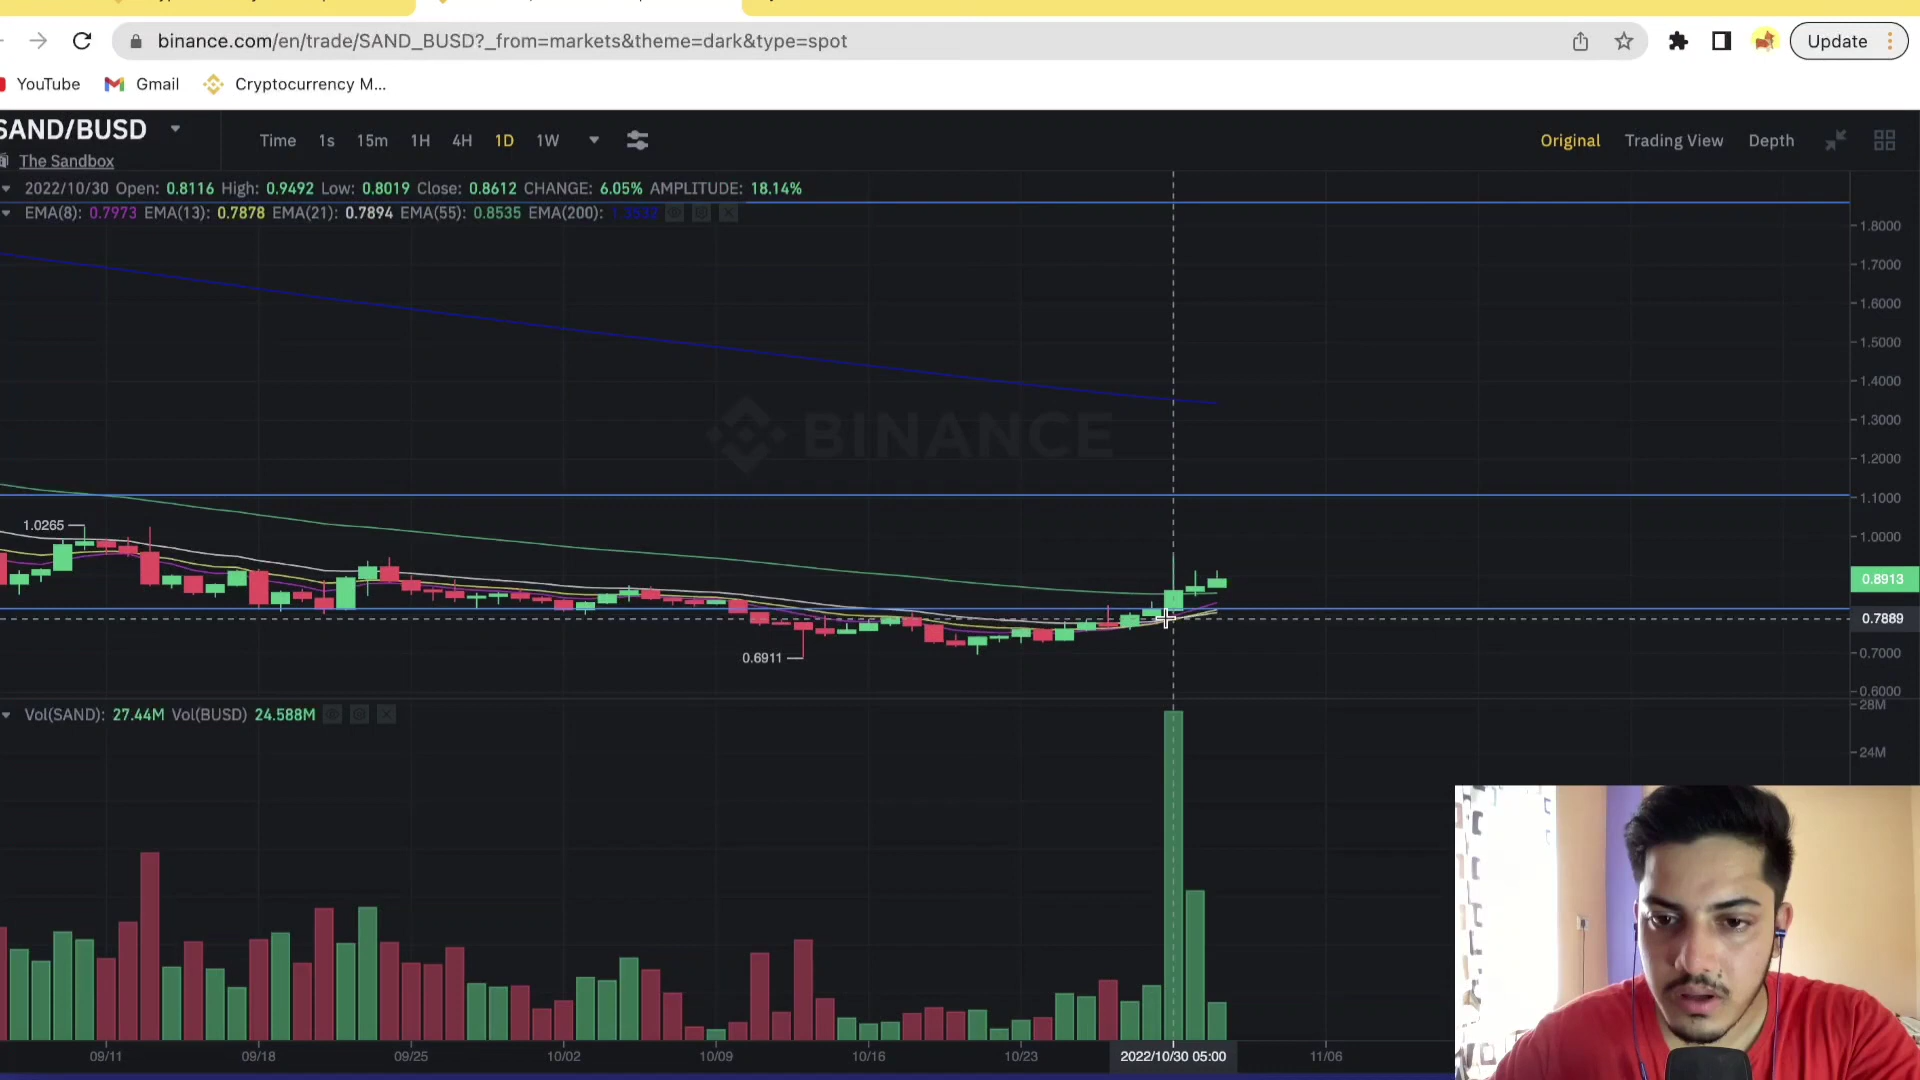 binance.com/en/trade/SAND_BUSD?_from=markets&theme=dark&type=spot
Update
YouTube
Gmail
Cryptocurrency M...
SAND/BUSD
The Sandbox
Time 1s 15m 1H 4H 1D 1W
Original Trading View Depth
2022/10/30 Open: 0.8116 High: 0.9492 Low: 0.8019 Close: 0.8612 CHANGE: 6.05% AMPLITUDE: 18.14%
EMA(8): 0.7973 EMA(13): 0.7878 EMA(21): 0.7894 EMA(55): 0.8535 EMA(200):
1.8000
1.7000
1.6000
1.5000
1.4000
1.3000
BINANCE
1.2000
1.1000
1.0265
1.0000
0.8913
0.7889
0.6911
0.7000
0.6000
Vol(SAND): 27.44M Vol(BUSD) 24.588M
28M
24M
09/11 09/18 09/25 10/02 10/09 10/16 10/23 2022/10/30 05:00 11/06